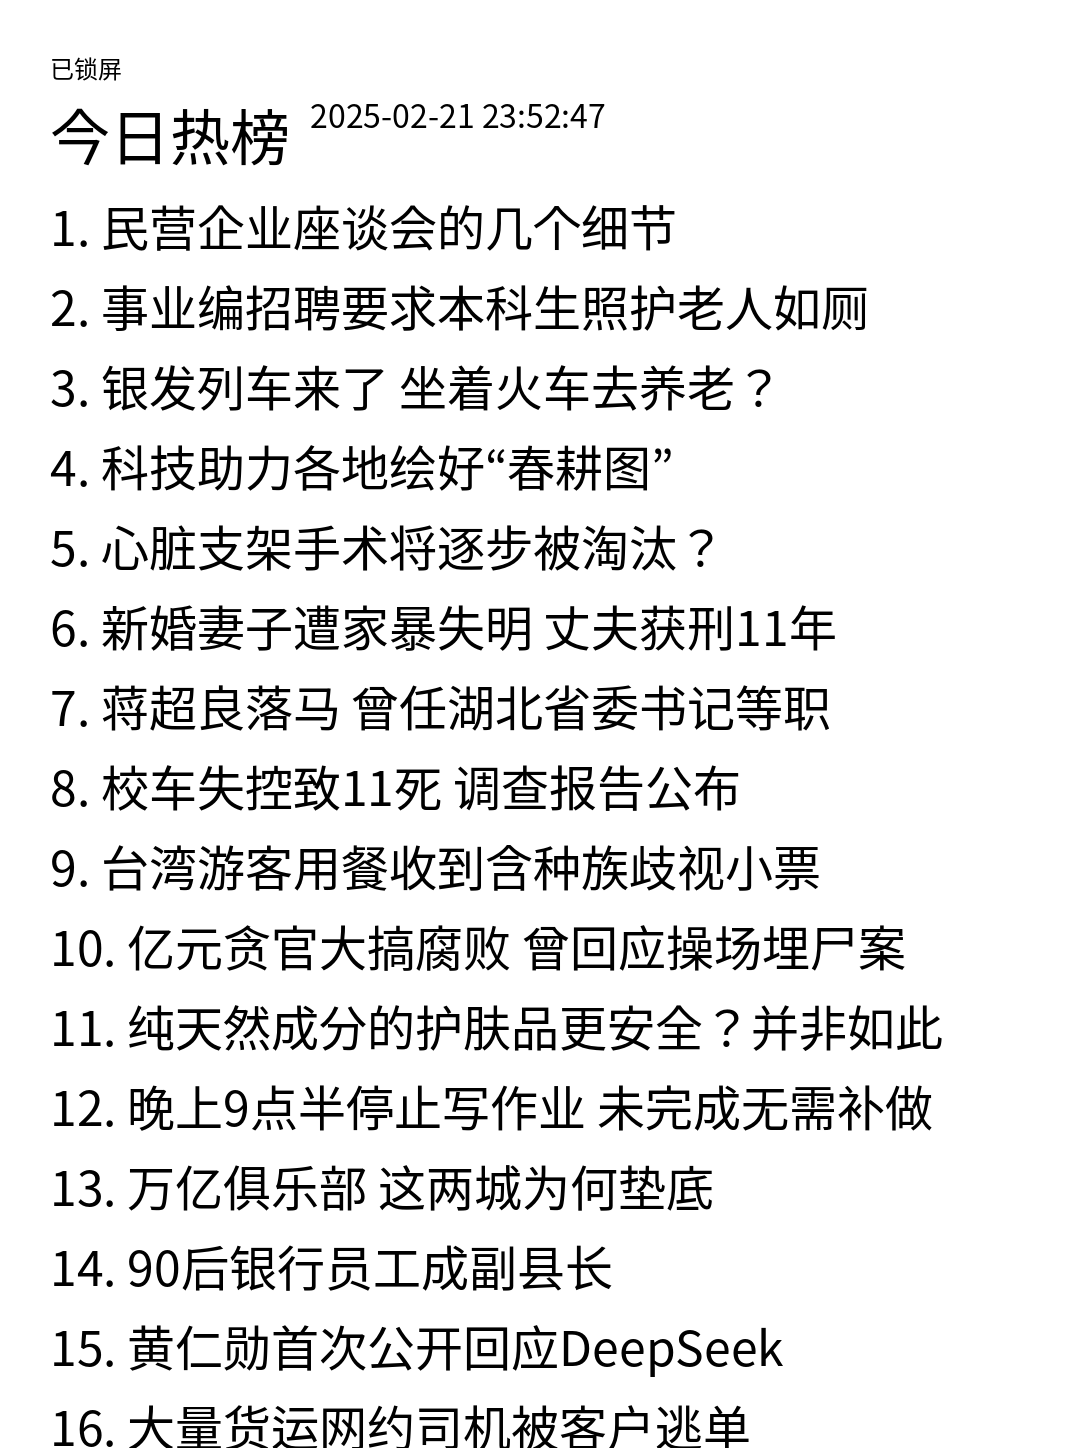 已锁屏
今日热榜 2025-02-21 23:52:47
1. 民营企业座谈会的几个细节
2. 事业编招聘要求本科生照护老人如厕
3. 银发列车来了 坐着火车去养老？
4. 科技助力各地绘好“春耕图”
5. 心脏支架手术将逐步被淘汰？
6. 新婚妻子遭家暴失明 丈夫获刑11年
7. 蒋超良落马 曾任湖北省委书记等职
8. 校车失控致11死 调查报告公布
9. 台湾游客用餐收到含种族歧视小票
10. 亿元贪官大搞腐败 曾回应操场埋尸案
11. 纯天然成分的护肤品更安全？并非如此
12. 晚上9点半停止写作业 未完成无需补做
13. 万亿俱乐部 这两城为何垫底
14. 90后银行员工成副县长
15. 黄仁勋首次公开回应DeepSeek
16. 大量货运网约司机被客户逃单